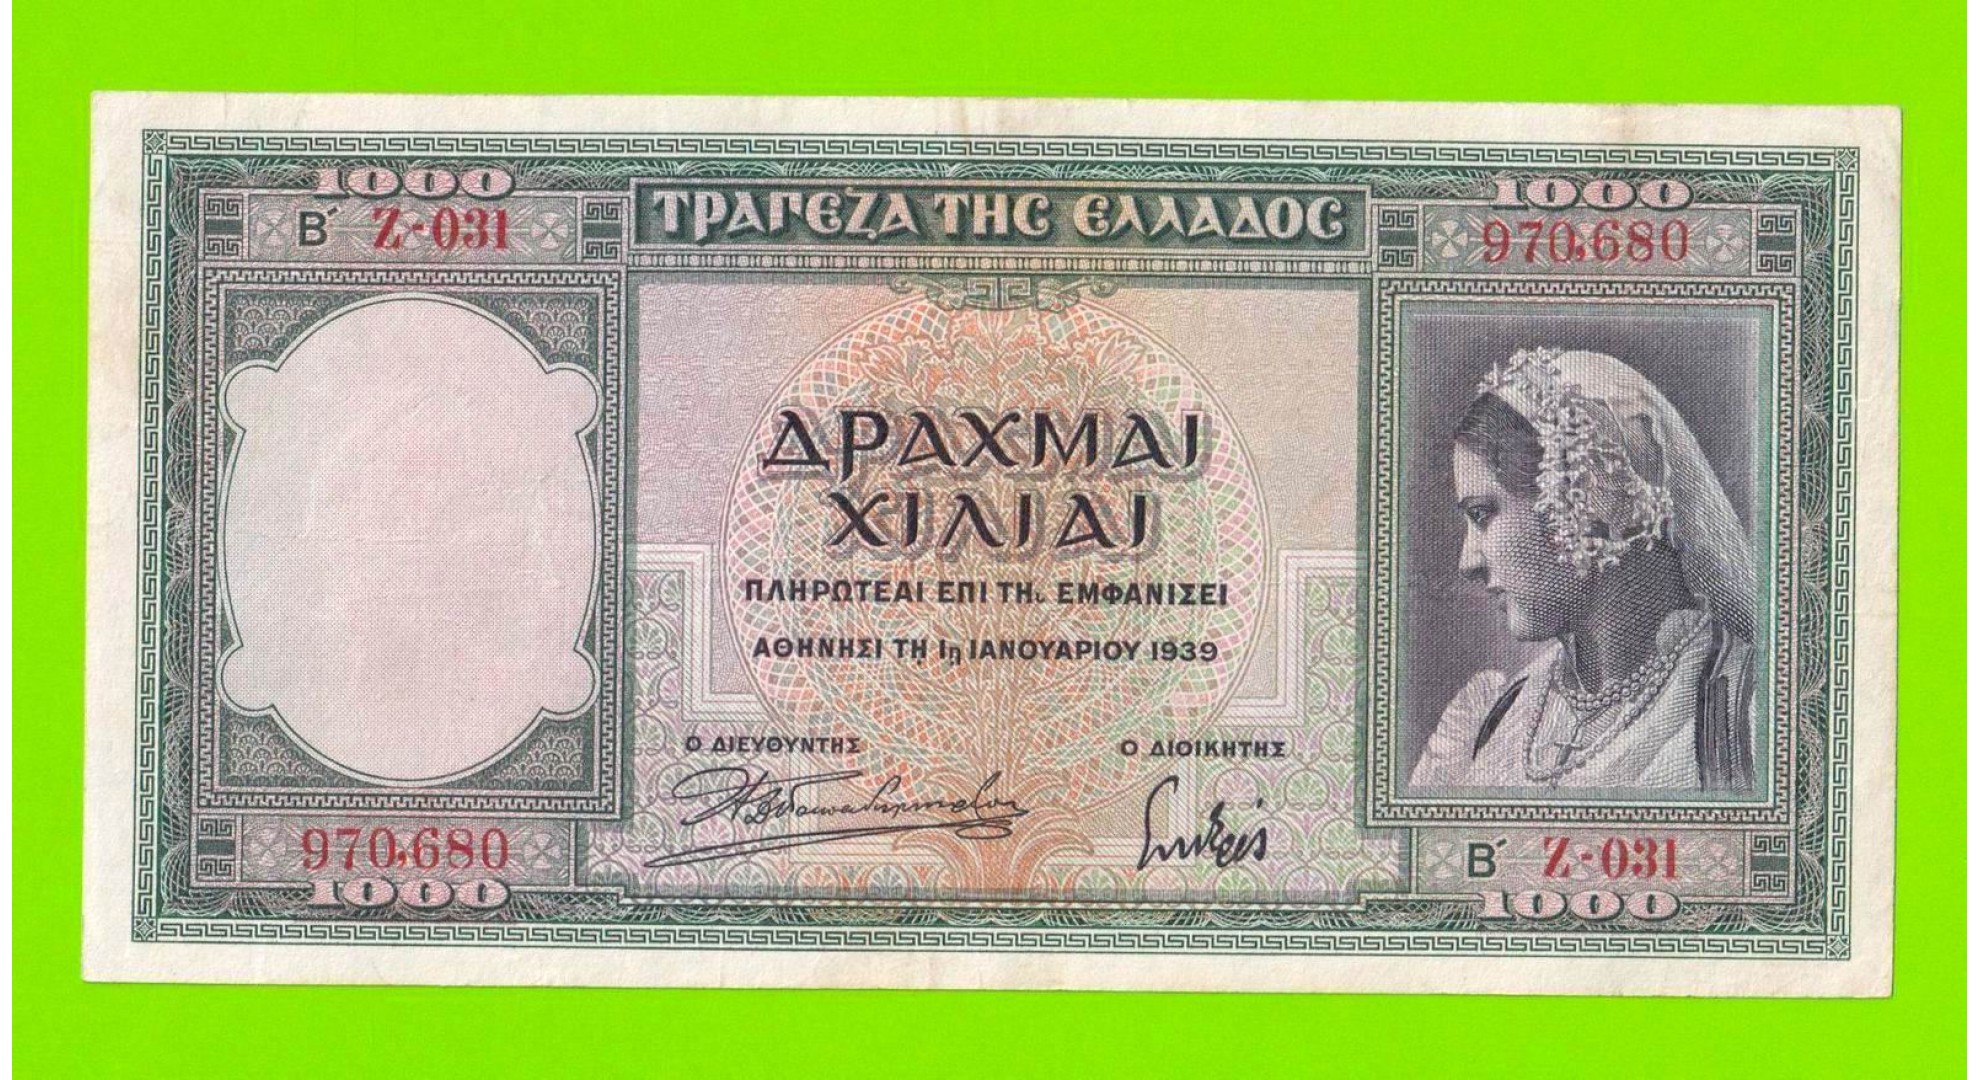 1000
Β΄ Ζ-031
ΤΡΑΠΕΖΑ ΤΗϹ ΕΛΛΑΔΟϹ
1000
970,680
ΔΡΑΧΜΑΙ
ΧΙΛΙΑΙ
ΠΛΗΡΩΤΕΑΙ ΕΠΙ ΤΗι ΕΜΦΑΝΙΣΕΙ
ΑΘΗΝΗΣΙ ΤΗ 1η ΙΑΝΟΥΑΡΙΟΥ 1939
Ο ΔΙΕΥΘΥΝΤΗΣ
Ο ΔΙΟΙΚΗΤΗΣ
970,680
1000
Β΄ Ζ-031
1000